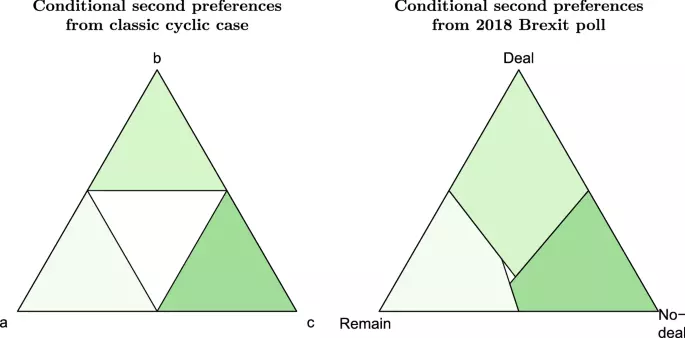 Conditional second preferences
from classic cyclic case
b
a
c
Conditional second preferences
from 2018 Brexit poll
Deal
Remain
No−
deal